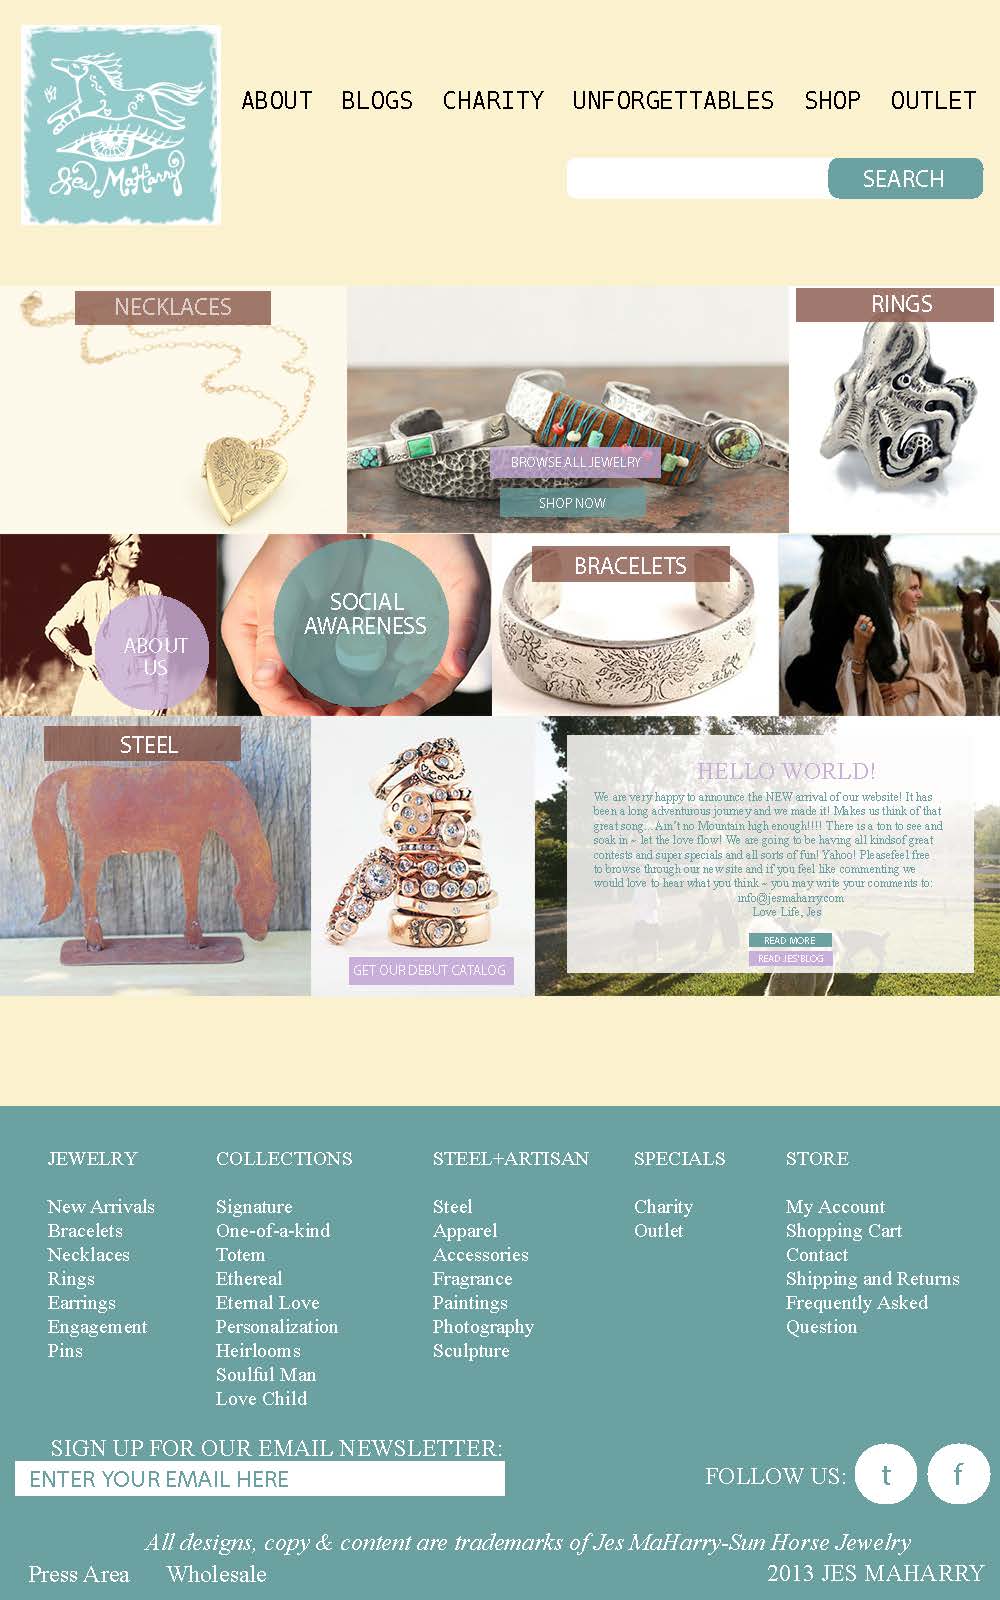 Jes MaHarry
ABOUT BLOGS CHARITY UNFORGETTABLES SHOP OUTLET
SEARCH
NECKLACES
RINGS
BROWSE ALL JEWELRY
SHOP NOW
ABOUT
US
SOCIAL
AWARENESS
BRACELETS
STEEL
GET OUR DEBUT CATALOG
HELLO WORLD!
We are very happy to announce the NEW arrival of our website! It has
been a long adventurous journey and we made it! Makes us think of that
great song... Ain't no Mountain high enough!!!! There is a ton to see and
soak in ~ let the love flow! We are going to be having all kindsof great
contests and super specials and all sorts of fun! Yahoo! Pleasefeel free
to browse through our new site and if you feel like commenting we
would love to hear what you think ~ you may write your comments to:
info@jesmaharry.com
Love Life, Jes
READ MORE
READ JES'BLOG
JEWELRY
New Arrivals
Bracelets
Necklaces
Rings
Earrings
Engagement
Pins
COLLECTIONS
Signature
One-of-a-kind
Totem
Ethereal
Eternal Love
Personalization
Heirlooms
Soulful Man
Love Child
STEEL+ARTISAN
Steel
Apparel
Accessories
Fragrance
Paintings
Photography
Sculpture
SPECIALS
Charity
Outlet
STORE
My Account
Shopping Cart
Contact
Shipping and Returns
Frequently Asked
Question
SIGN UP FOR OUR EMAIL NEWSLETTER:
ENTER YOUR EMAIL HERE
FOLLOW US: t f
All designs, copy & content are trademarks of Jes MaHarry-Sun Horse Jewelry
Press Area Wholesale 2013 JES MAHARRY